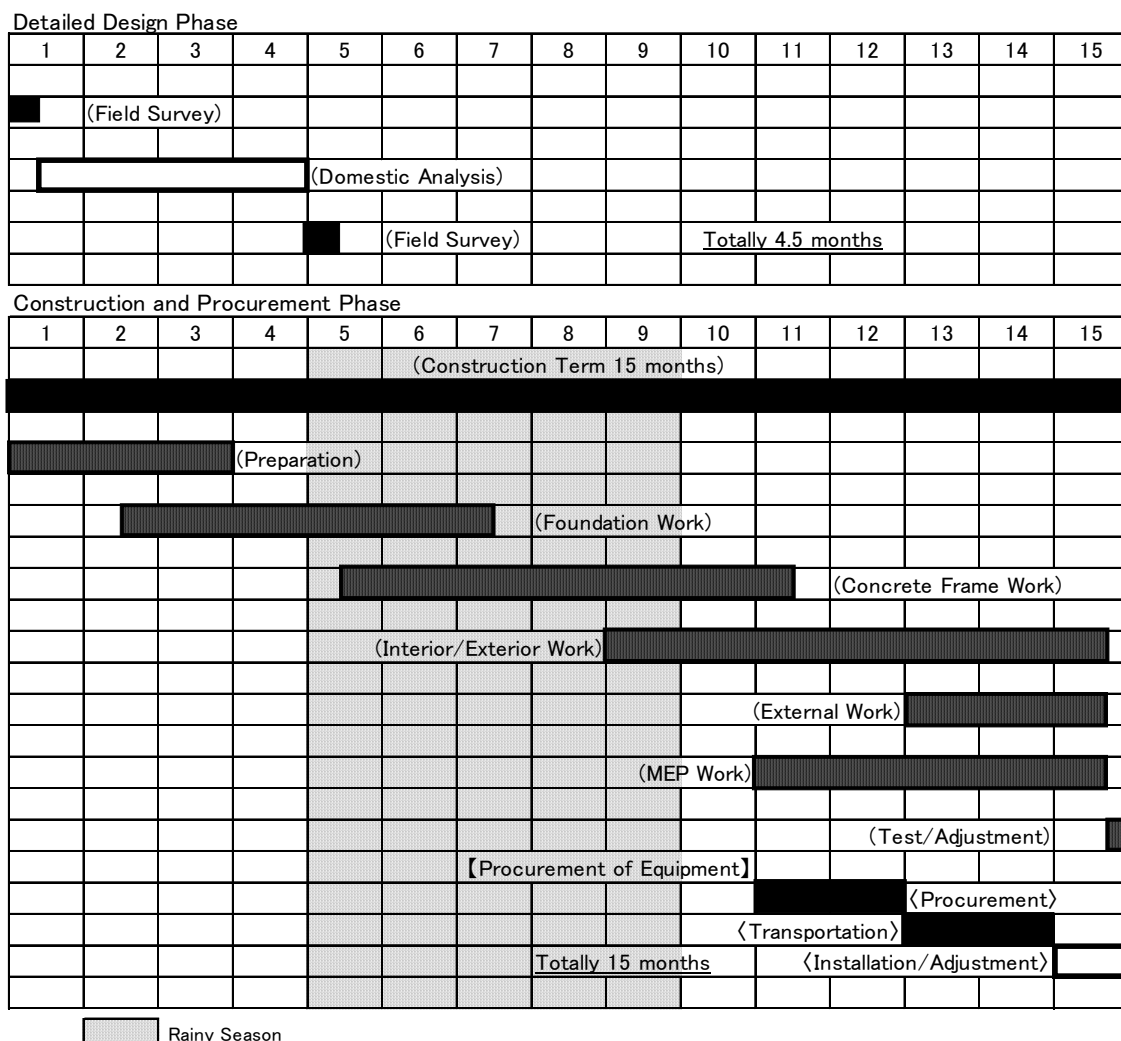 Detailed Design Phase
1 2 3 4 5 6 7 8 9 10 11 12 13 14 15
(Field Survey)
(Domestic Analysis)
(Field Survey) Totally 4.5 months
Construction and Procurement Phase
1 2 3 4 5 6 7 8 9 10 11 12 13 14 15
(Construction Term 15 months)
(Preparation)
(Foundation Work)
(Concrete Frame Work)
(Interior/Exterior Work)
(External Work)
(MEP Work)
(Test/Adjustment)
【Procurement of Equipment】
〈Procurement〉
〈Transportation〉
Totally 15 months 〈Installation/Adjustment〉
Rainy Season